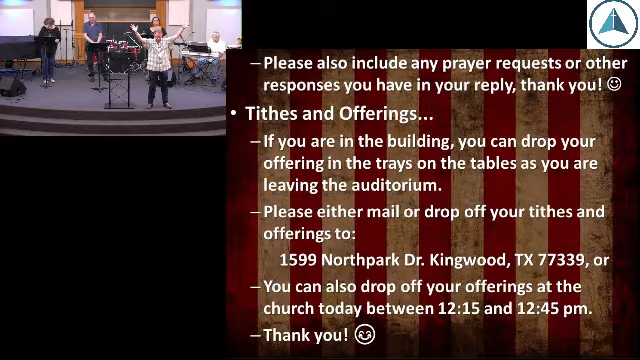 – Please also include any prayer requests or other
responses you have in your reply, thank you! ☺
• Tithes and Offerings...
– If you are in the building, you can drop your
offering in the trays on the tables as you are
leaving the auditorium.
– Please either mail or drop off your tithes and
offerings to:
1599 Northpark Dr. Kingwood, TX 77339, or
– You can also drop off your offerings at the
church today between 12:15 and 12:45 pm.
– Thank you! 😊